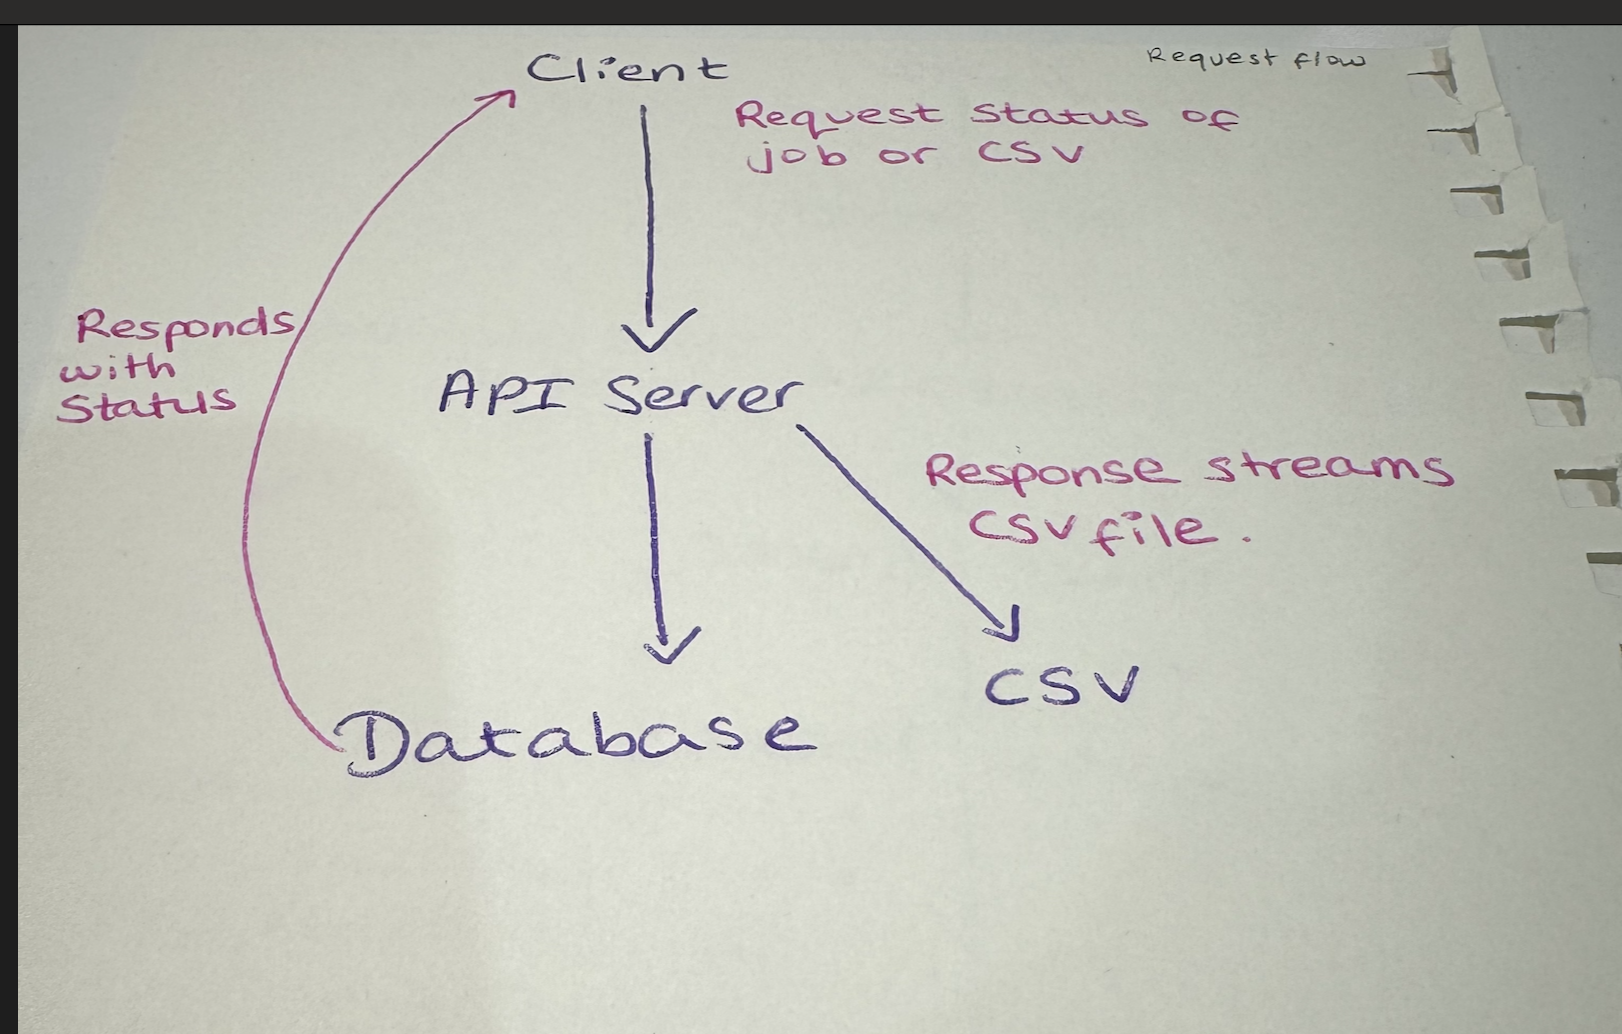 Request flow
Client
Request Status of
job or CSV
Responds
with
Status
API Server
Response streams
CSV file.
CSV
Database